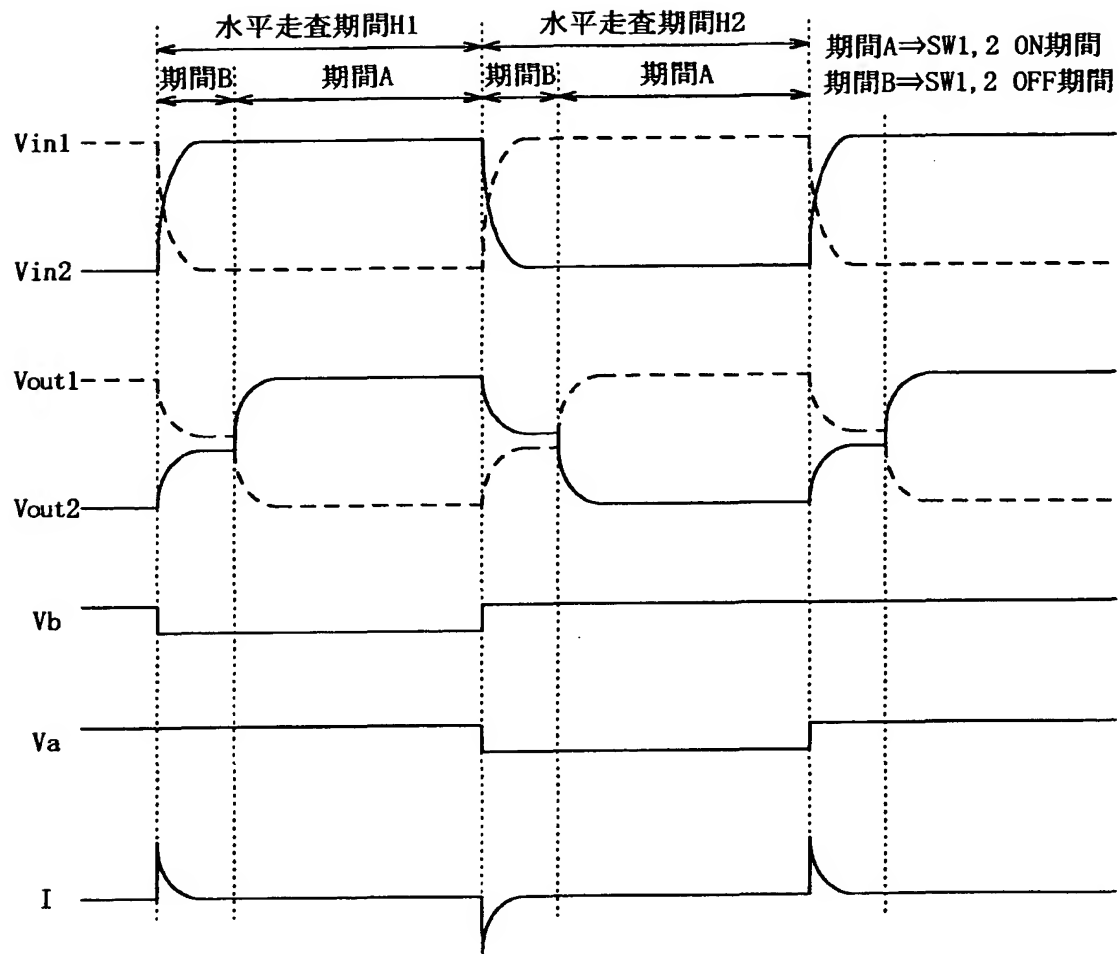 水平走査期間H1
水平走査期間H2
期間A⇒SW1,2 ON期間
期間B⇒SW1,2 OFF期間
期間B
期間A
期間B
期間A
Vin1
Vin2
Vout1
Vout2
Vb
Va
I